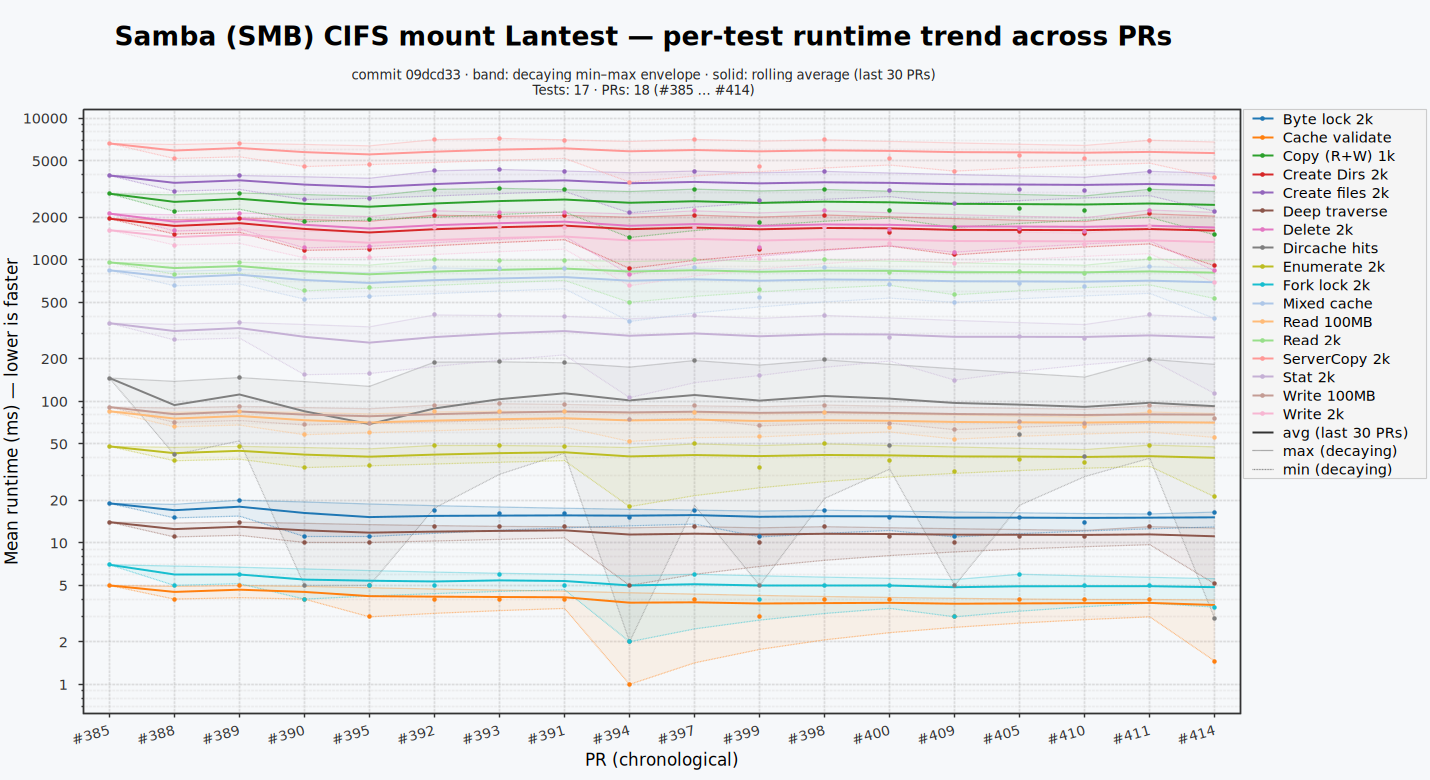 Samba (SMB) CIFS mount Lantest — per-test runtime trend across PRs
commit 09dcd33 · band: decaying min–max envelope · solid: rolling average (last 30 PRs)
Tests: 17 · PRs: 18 (#385 … #414)
Mean runtime (ms) — lower is faster
10000
5000
2000
1000
500
200
100
50
20
10
5
2
1
#385
#388
#389
#390
#395
#392
#393
#391
#394
#397
#399
#398
#400
#409
#405
#410
#411
#414
PR (chronological)
Byte lock 2k
Cache validate
Copy (R+W) 1k
Create Dirs 2k
Create files 2k
Deep traverse
Delete 2k
Dircache hits
Enumerate 2k
Fork lock 2k
Mixed cache
Read 100MB
Read 2k
ServerCopy 2k
Stat 2k
Write 100MB
Write 2k
avg (last 30 PRs)
max (decaying)
min (decaying)